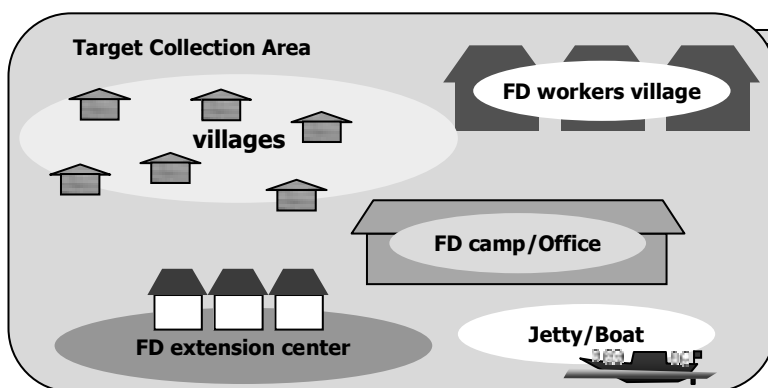 Target Collection Area
FD workers village
villages
FD camp/Office
Jetty/Boat
FD extension center